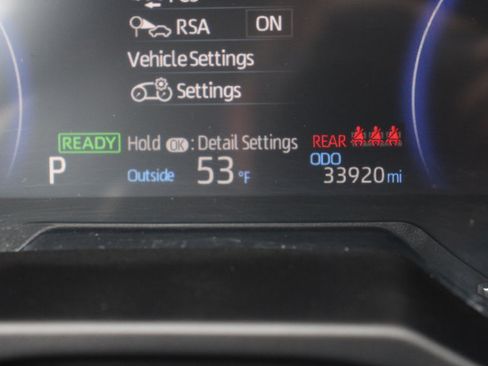 RSA ON
Vehicle Settings
Settings
READY Hold OK : Detail Settings REAR
P Outside 53 °F ODO
33920 mi